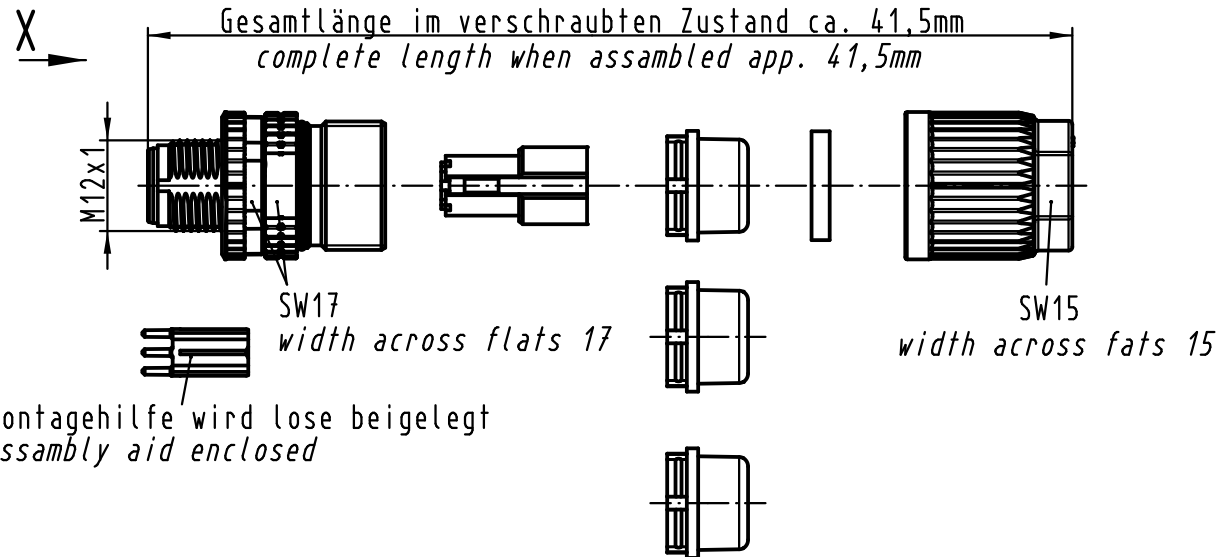 X
Gesamtlänge im verschraubten Zustand ca. 41,5mm
complete length when assambled app. 41,5mm
M12x1
SW17
width across flats 17
SW15
width across fats 15
ontagehilfe wird lose beigelegt
ssambly aid enclosed